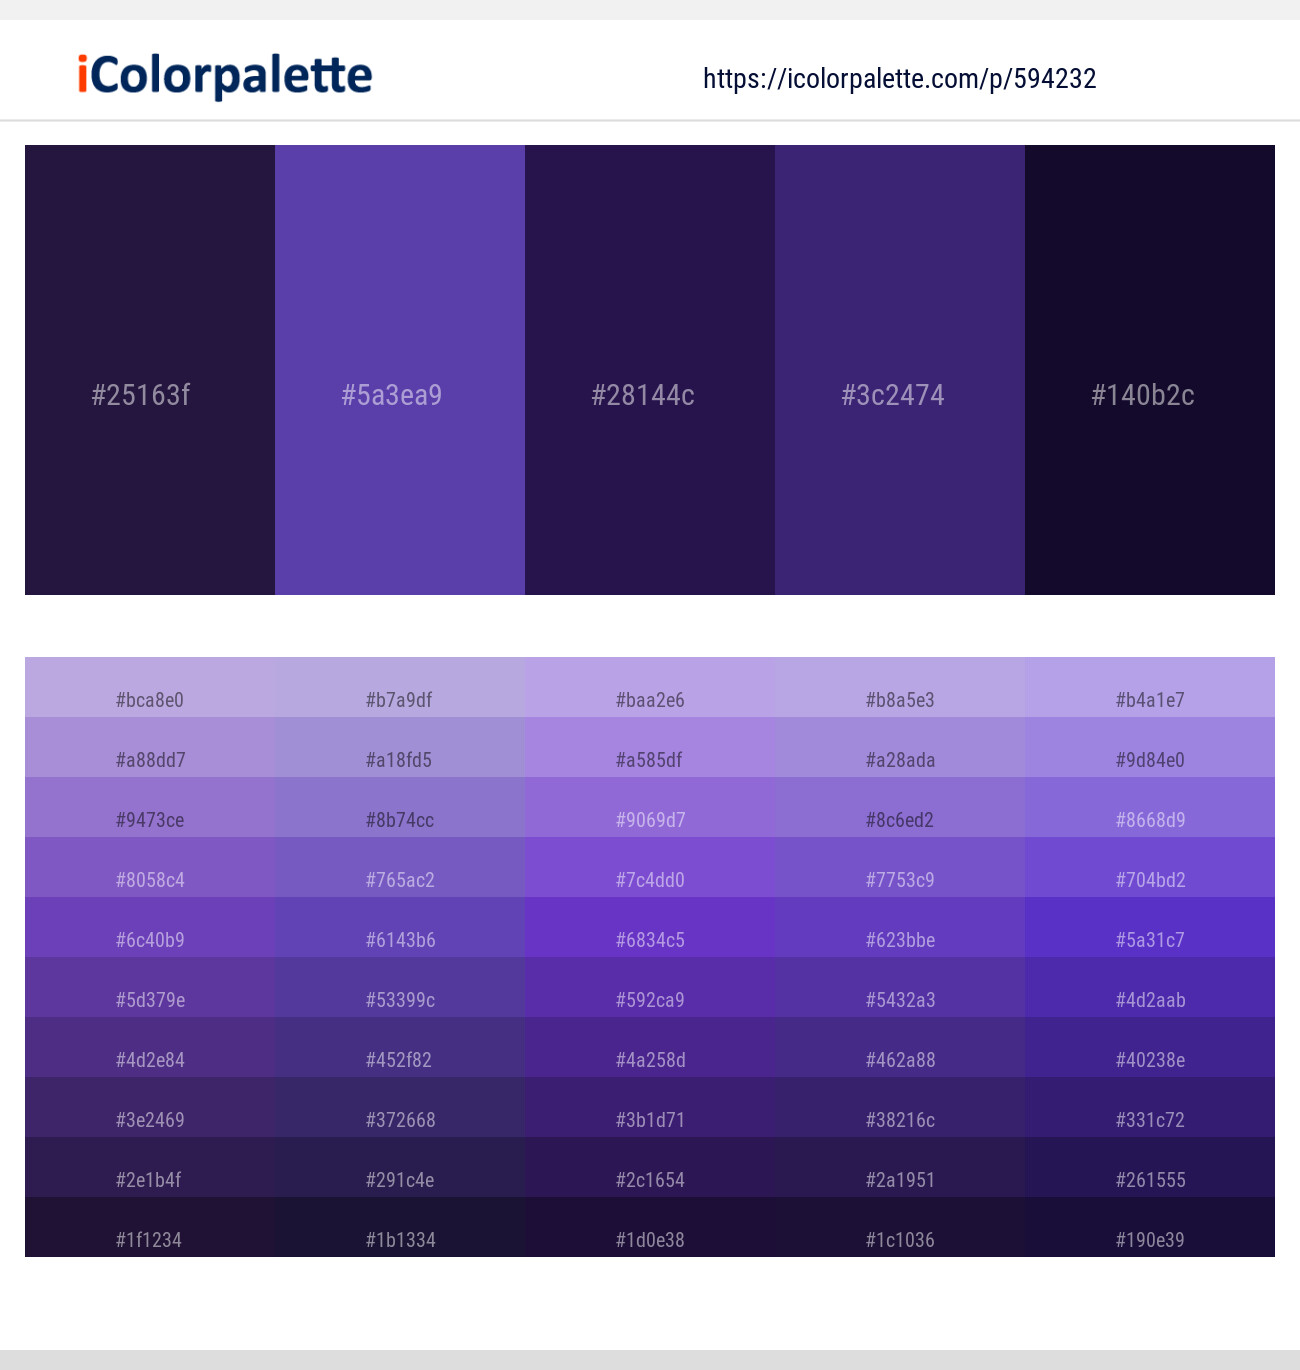 iColorpalette
https://icolorpalette.com/p/594232
#25163f #5a3ea9 #28144c #3c2474 #140b2c
#bca8e0 #b7a9df #baa2e6 #b8a5e3 #b4a1e7
#a88dd7 #a18fd5 #a585df #a28ada #9d84e0
#9473ce #8b74cc #9069d7 #8c6ed2 #8668d9
#8058c4 #765ac2 #7c4dd0 #7753c9 #704bd2
#6c40b9 #6143b6 #6834c5 #623bbe #5a31c7
#5d379e #53399c #592ca9 #5432a3 #4d2aab
#4d2e84 #452f82 #4a258d #462a88 #40238e
#3e2469 #372668 #3b1d71 #38216c #331c72
#2e1b4f #291c4e #2c1654 #2a1951 #261555
#1f1234 #1b1334 #1d0e38 #1c1036 #190e39